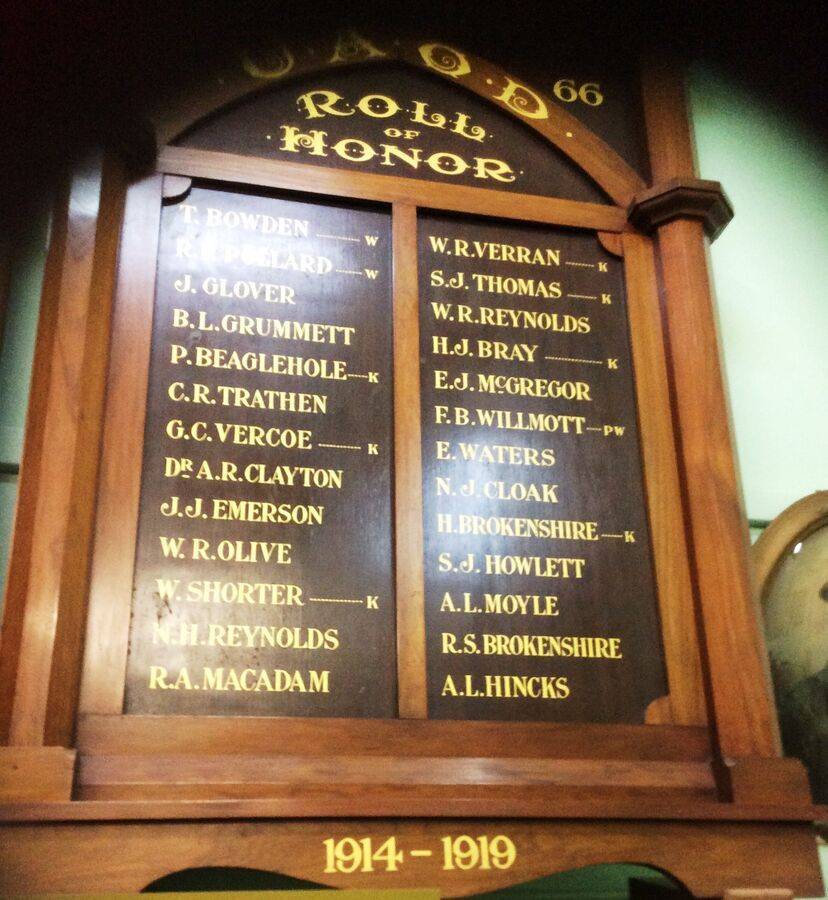 U·A·O·D·
66
ROLL
OF
·HONOR·
T. BOWDEN W
POLLARD W
J. GLOVER
B.L. GRUMMETT
P. BEAGLEHOLE K
C.R. TRATHEN
G.C. VERCOE K
DR A.R. CLAYTON
J.J. EMERSON
W.R. OLIVE
W. SHORTER K
N.H. REYNOLDS
R.A. MACADAM
W.R. VERRAN K
S.J. THOMAS K
W.R. REYNOLDS
H.J. BRAY K
E.J. McGREGOR
F.B. WILLMOTT PW
E. WATERS
N.J. CLOAK
H. BROKENSHIRE K
S.J. HOWLETT
A.L. MOYLE
R.S. BROKENSHIRE
A.L. HINCKS
1914 - 1919